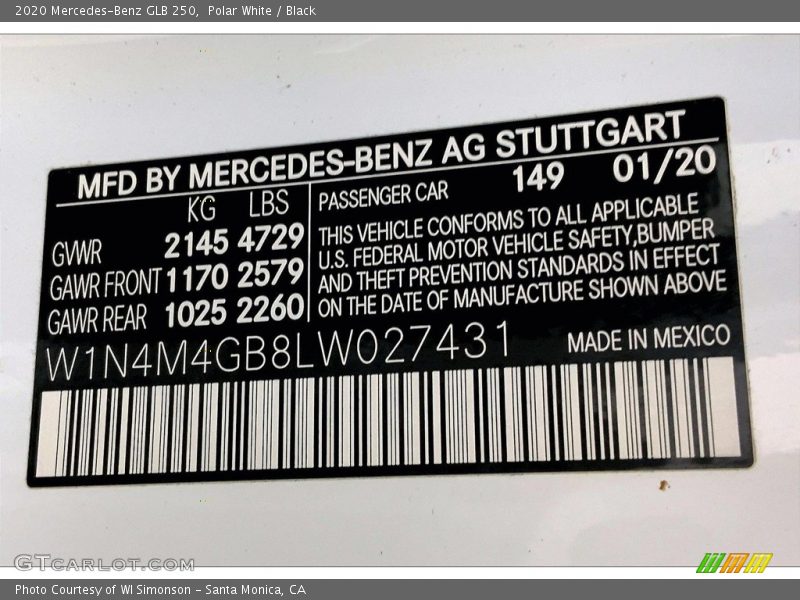 2020 Mercedes-Benz GLB 250,  Polar White / Black
MFD BY MERCEDES-BENZ AG STUTTGART
KG LBS
GVWR 2145 4729
GAWR FRONT 1170 2579
GAWR REAR 1025 2260
PASSENGER CAR 149 01/20
THIS VEHICLE CONFORMS TO ALL APPLICABLE
U.S. FEDERAL MOTOR VEHICLE SAFETY,BUMPER
AND THEFT PREVENTION STANDARDS IN EFFECT
ON THE DATE OF MANUFACTURE SHOWN ABOVE
W1N4M4GB8LW027431 MADE IN MEXICO
GTCARLOT.COM
Photo Courtesy of WI Simonson - Santa Monica, CA